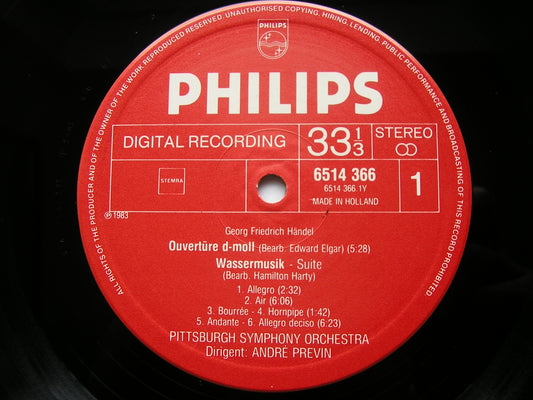 ALL RIGHTS OF THE PRODUCER AND OF THE OWNER OF THE WORK REPRODUCED RESERVED. UNAUTHORISED COPYING, HIRING, LENDING, PUBLIC PERFORMANCE AND BROADCASTING OF THIS RECORD PROHIBITED
PHILIPS
PHILIPS
DIGITAL RECORDING
33 1/3
STEREO
STEMRA
6514 366
6514 366.1Y
MADE IN HOLLAND
1
℗ 1983
Georg Friedrich Händel
Ouvertüre d-moll (Bearb. Edward Elgar) (5:28)
Wassermusik - Suite
(Bearb. Hamilton Harty)
1. Allegro (2:32)
2. Air (6:06)
3. Bourrée - 4. Hornpipe (1:42)
5. Andante - 6. Allegro deciso (6:23)
PITTSBURGH SYMPHONY ORCHESTRA
Dirigent: ANDRÉ PREVIN